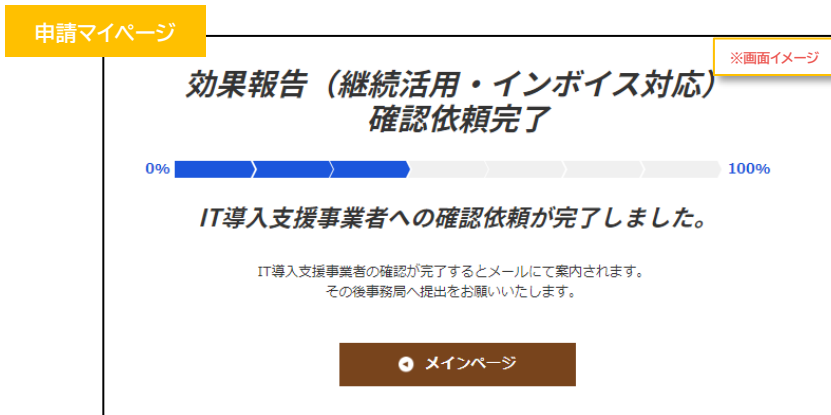 申請マイページ
※画面イメージ
効果報告（継続活用・インボイス対応）
確認依頼完了
0%
100%
IT導入支援事業者への確認依頼が完了しました。
IT導入支援事業者の確認が完了するとメールにて案内されます。
その後事務局へ提出をお願いいたします。
メインページ